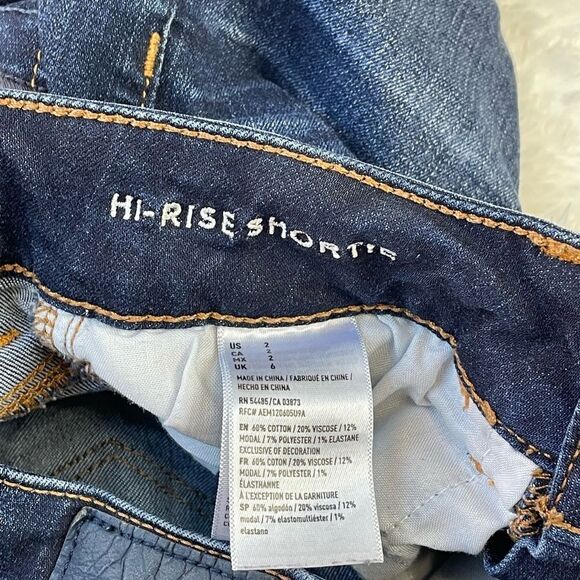 HI-RISE SHORTIE
US 2
CA 2
MX 2
UK 6
MADE IN CHINA / FABRIQUÉ EN CHINE /
HECHO EN CHINA
RN 54485/CA 03873
RFC# AEM120605U9A
EN 60% COTTON / 20% VISCOSE / 12%
MODAL / 7% POLYESTER / 1% ELASTANE
EXCLUSIVE OF DECORATION
FR 60% COTON / 20% VISCOSE / 12%
MODAL / 7% POLYESTER / 1%
ÉLASTHANNE
À L'EXCEPTION DE LA GARNITURE
SP 60% algodón / 20% viscosa / 12%
modal / 7% elastomultiéster / 1%
elastano